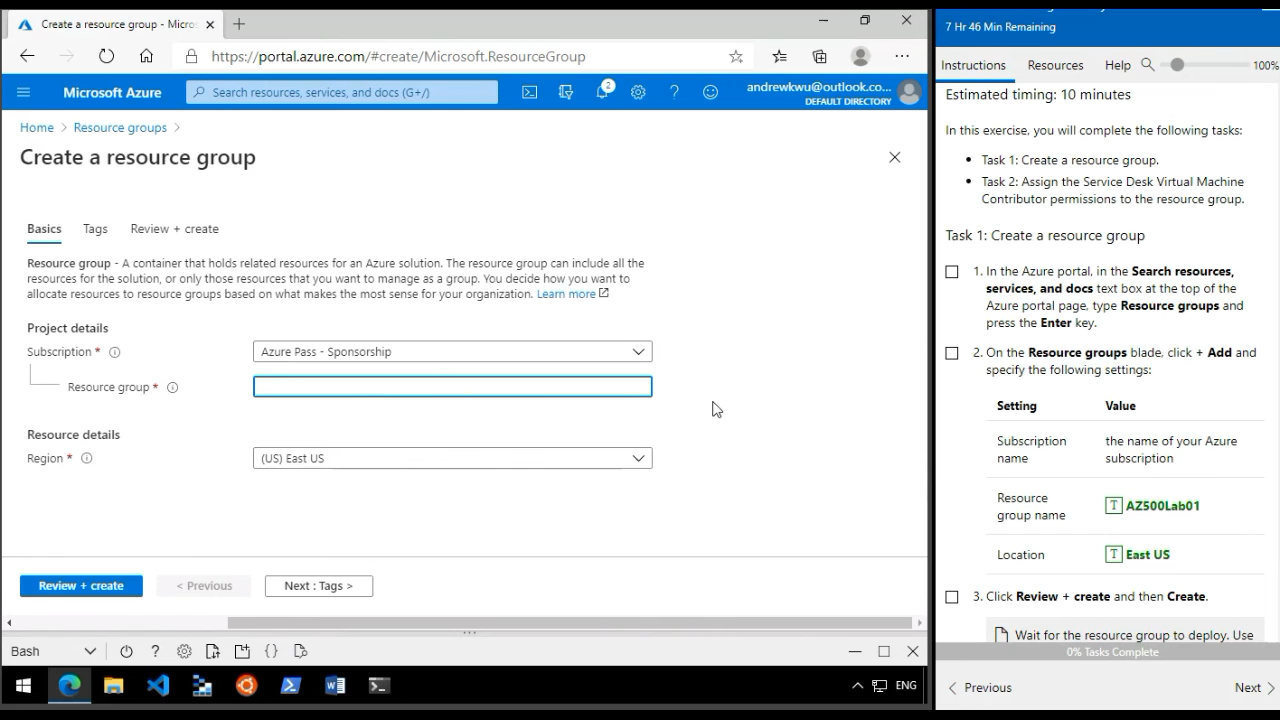 Create a resource group - Micro
7 Hr 46 Min Remaining
https://portal.azure.com/#create/Microsoft.ResourceGroup
Instructions
Resources
Help
100%
Microsoft Azure
Search resources, services, and docs (G+/)
2
andrewkwu@outlook.co...
DEFAULT DIRECTORY
Home > Resource groups >
Create a resource group
Basics
Tags
Review + create
Resource group - A container that holds related resources for an Azure solution. The resource group can include all the
resources for the solution, or only those resources that you want to manage as a group. You decide how you want to
allocate resources to resource groups based on what makes the most sense for your organization. Learn more
Project details
Subscription *
Azure Pass - Sponsorship
Resource group *
Resource details
Region *
(US) East US
Review + create
< Previous
Next : Tags >
Bash
ENG
Estimated timing: 10 minutes
In this exercise, you will complete the following tasks:
• Task 1: Create a resource group.
• Task 2: Assign the Service Desk Virtual Machine
Contributor permissions to the resource group.
Task 1: Create a resource group
1. In the Azure portal, in the Search resources,
services, and docs text box at the top of the
Azure portal page, type Resource groups and
press the Enter key.
2. On the Resource groups blade, click + Add and
specify the following settings:
Setting
Value
Subscription
name
the name of your Azure
subscription
Resource
group name
T AZ500Lab01
Location
T East US
3. Click Review + create and then Create.
Wait for the resource group to deploy. Use
0% Tasks Complete
Previous
Next